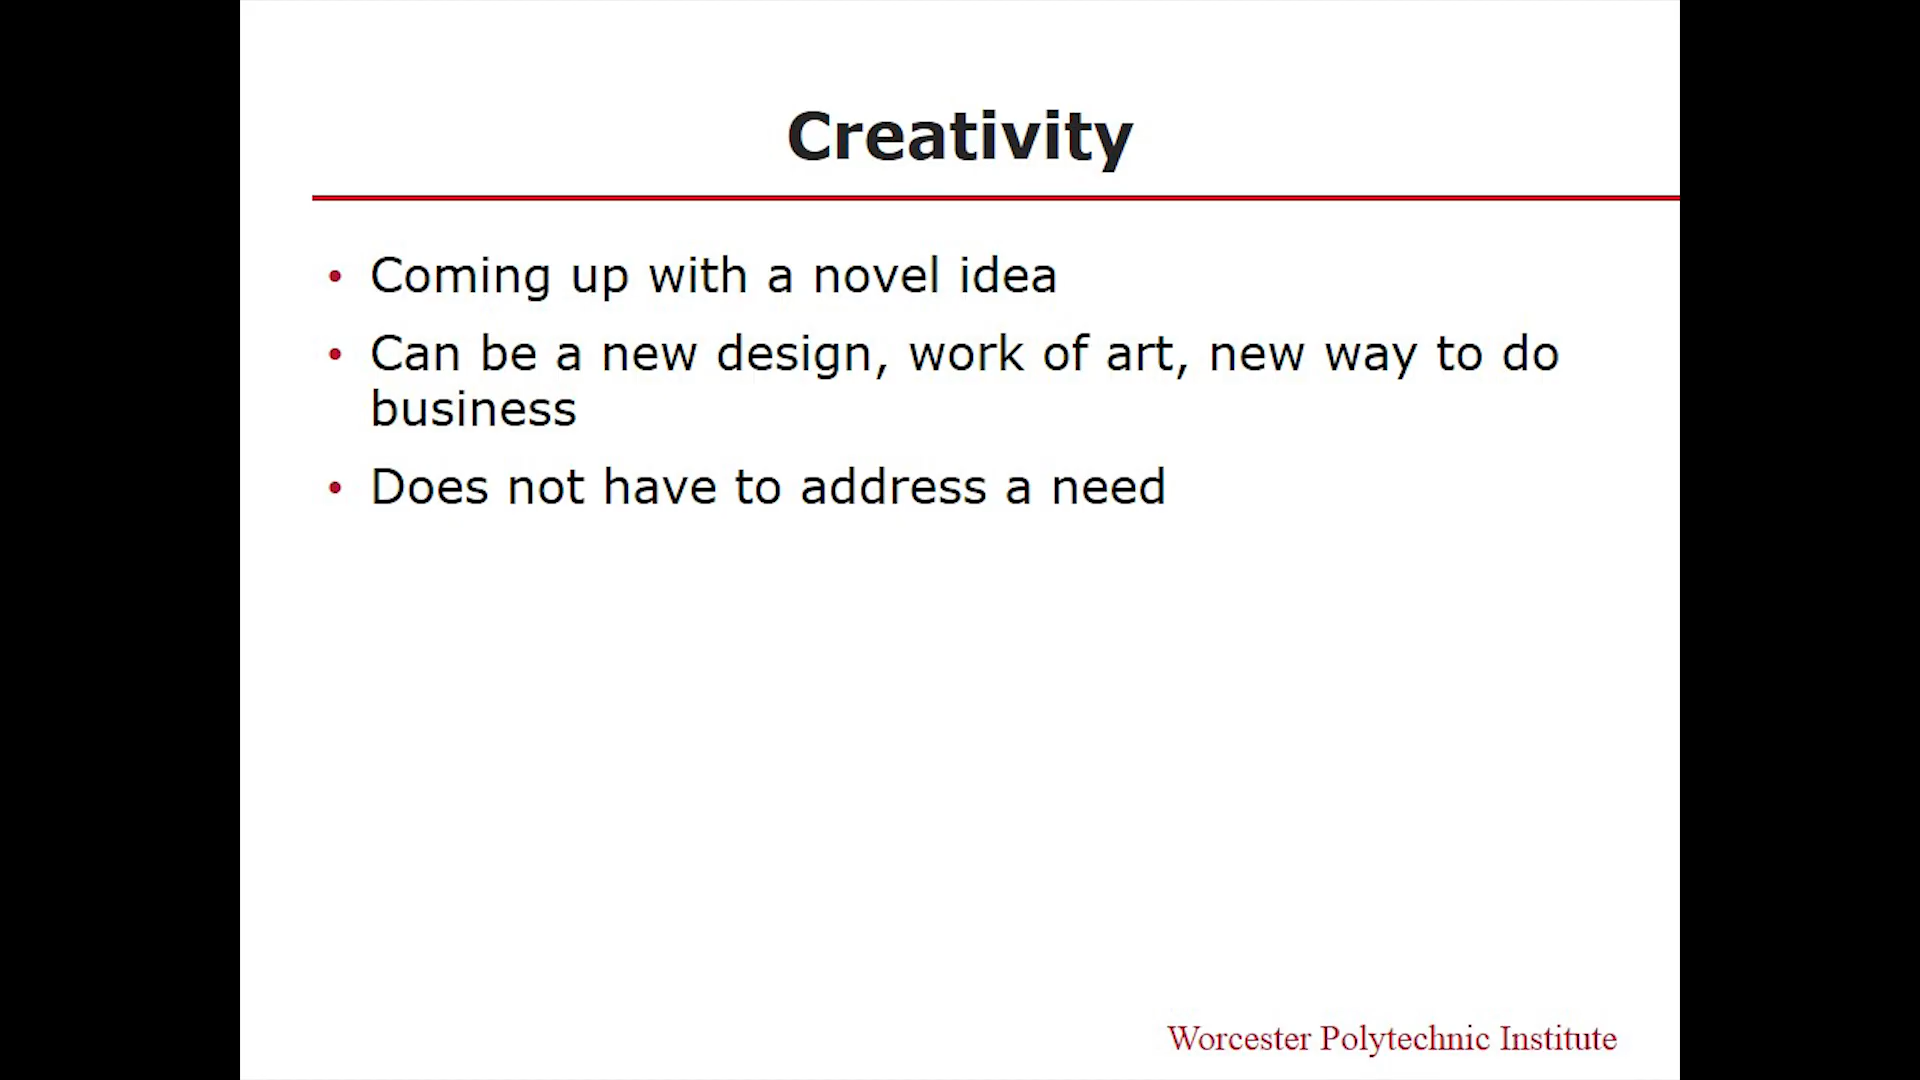 Creativity
• Coming up with a novel idea
• Can be a new design, work of art, new way to do
business
• Does not have to address a need
Worcester Polytechnic Institute